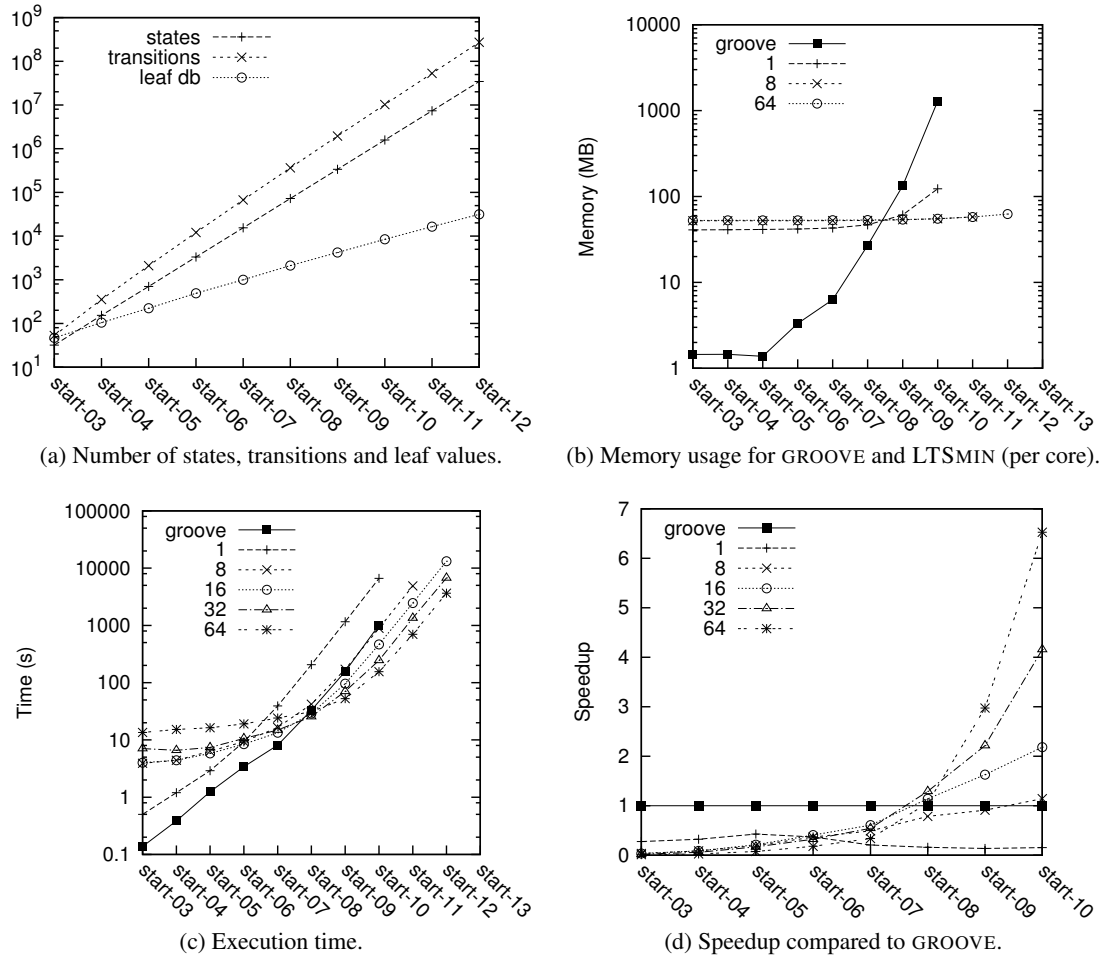 10^9
10^8
10^7
10^6
10^5
10^4
10^3
10^2
10^1
states
transitions
leaf db
start-03
start-04
start-05
start-06
start-07
start-08
start-09
start-10
start-11
start-12
(a) Number of states, transitions and leaf values.
10000
1000
100
10
1
Memory (MB)
groove
1
8
64
start-03
start-04
start-05
start-06
start-07
start-08
start-09
start-10
start-11
start-12
start-13
(b) Memory usage for GROOVE and LTSMIN (per core).
100000
10000
1000
100
10
1
0.1
Time (s)
groove
1
8
16
32
64
start-03
start-04
start-05
start-06
start-07
start-08
start-09
start-10
start-11
start-12
start-13
(c) Execution time.
7
6
5
4
3
2
1
0
Speedup
groove
1
8
16
32
64
start-03
start-04
start-05
start-06
start-07
start-08
start-09
start-10
(d) Speedup compared to GROOVE.